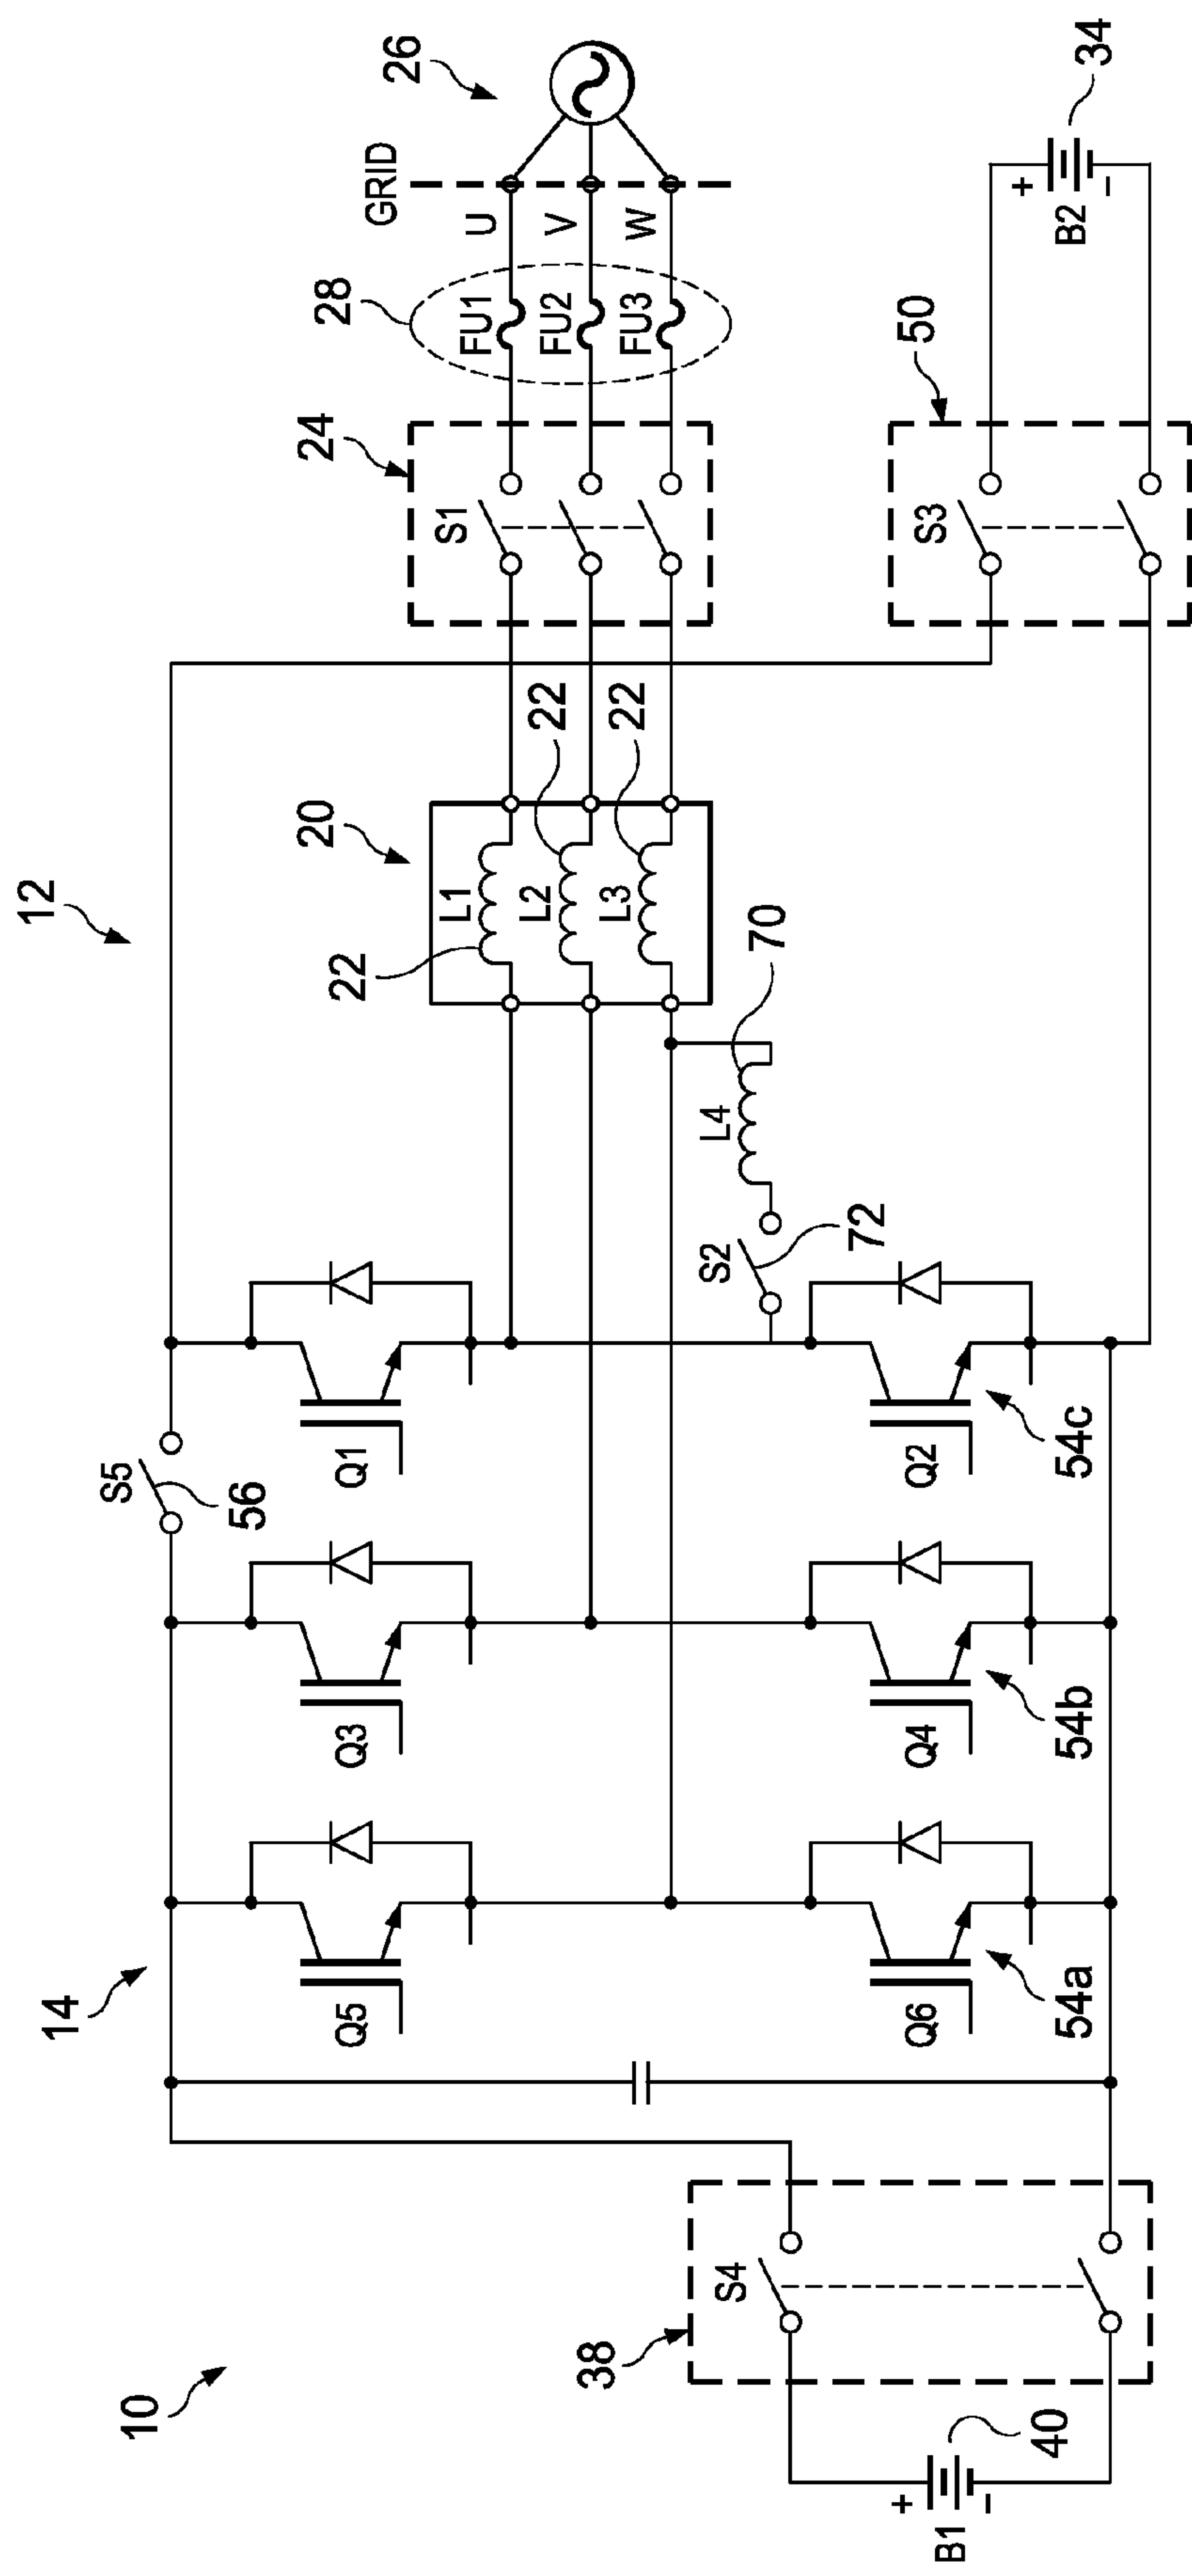 10
12
14
GRID
26
28
U
V
W
FU1
FU2
FU3
24
S1
20
22
L1
22
L2
22
L3
70
L4
S2
72
S5
56
Q1
Q3
Q5
Q2
Q4
Q6
54c
54b
54a
50
S3
+
B2
–
34
38
S4
+
B1
–
40